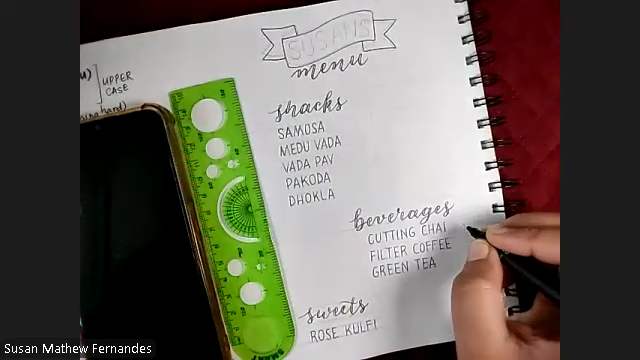 UPPER
CASE
SUSAN'S
menu
snacks
SAMOSA
MEDU VADA
VADA PAV
PAKODA
DHOKLA
beverages
CUTTING CHAI
FILTER COFFEE
GREEN TEA
sweets
ROSE KULFI
Susan Mathew Fernandes